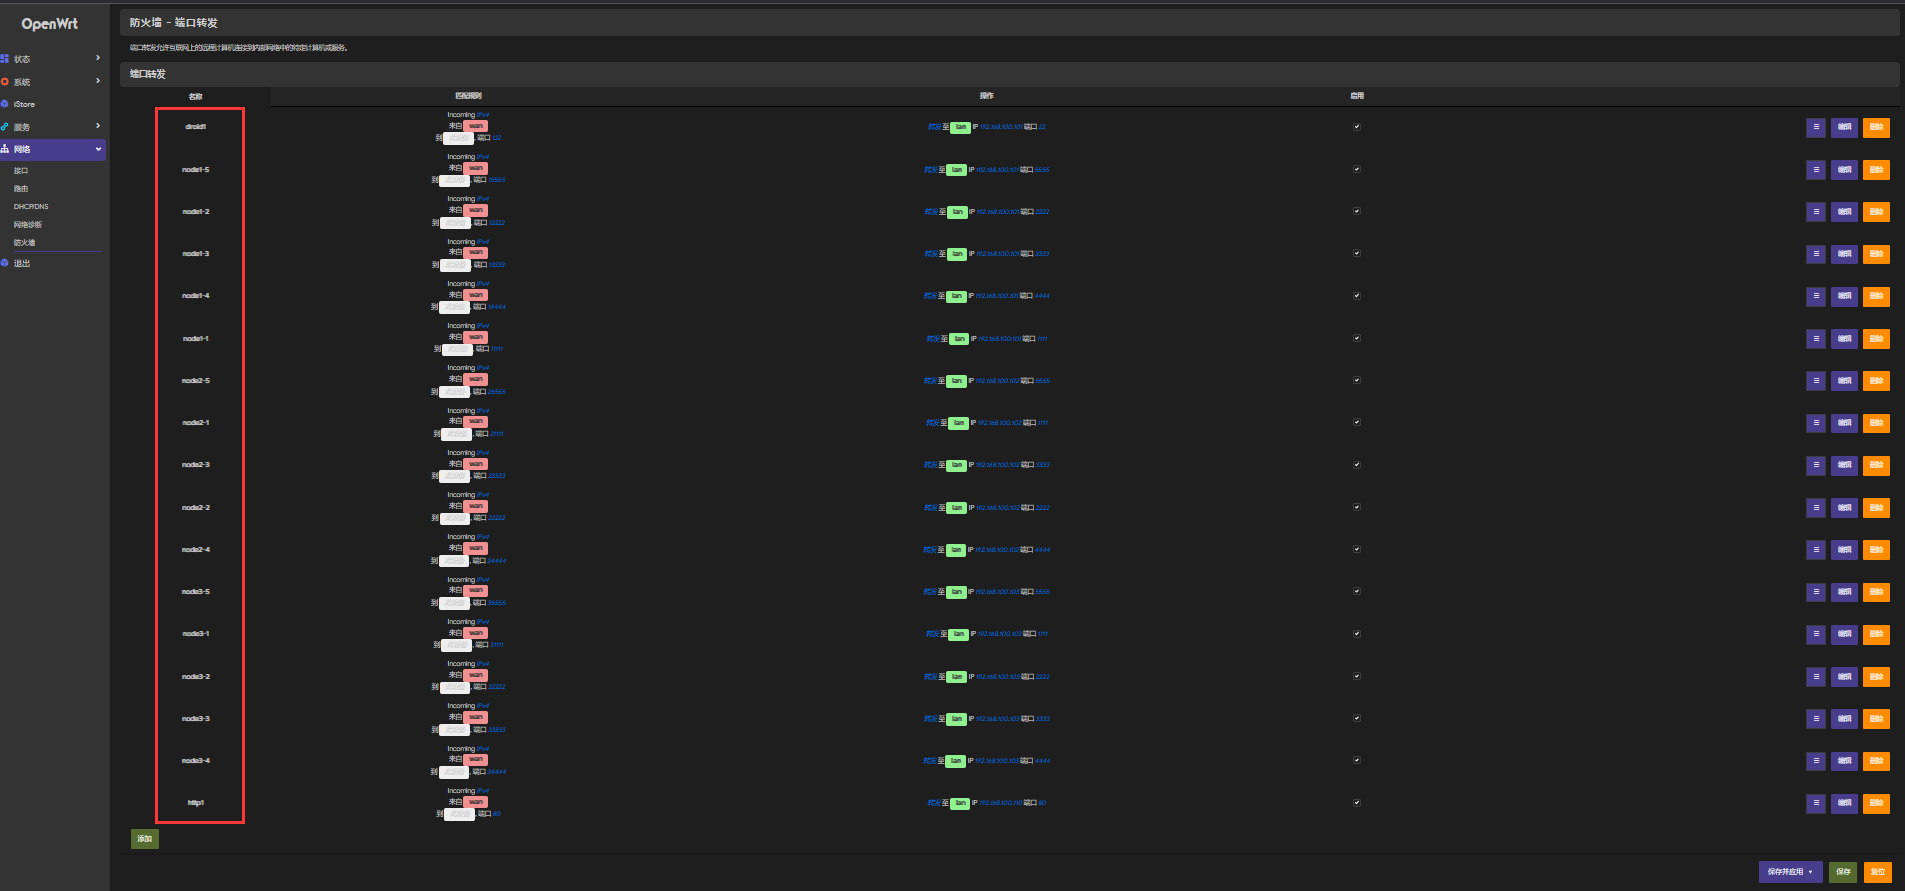 OpenWrt
状态
系统
iStore
服务
网络
接口
路由
DHCP/DNS
网络诊断
防火墙
退出
防火墙 - 端口转发
端口转发允许互联网上的远程计算机连接到内部网络中的特定计算机或服务。
端口转发
名称 匹配规则 操作 启用
droid1 Incoming IPv4 来自 wan 到 , 端口 122 转发至 lan IP 192.168.100.101 端口 22 编辑 删除
node1-5 Incoming IPv4 来自 wan 到 , 端口 15555 转发至 lan IP 192.168.100.101 端口 5555 编辑 删除
node1-2 Incoming IPv4 来自 wan 到 , 端口 12222 转发至 lan IP 192.168.100.101 端口 2222 编辑 删除
node1-3 Incoming IPv4 来自 wan 到 , 端口 13333 转发至 lan IP 192.168.100.101 端口 3333 编辑 删除
node1-4 Incoming IPv4 来自 wan 到 , 端口 14444 转发至 lan IP 192.168.100.101 端口 4444 编辑 删除
node1-1 Incoming IPv4 来自 wan 到 , 端口 11111 转发至 lan IP 192.168.100.101 端口 1111 编辑 删除
node2-5 Incoming IPv4 来自 wan 到 , 端口 25555 转发至 lan IP 192.168.100.102 端口 5555 编辑 删除
node2-1 Incoming IPv4 来自 wan 到 , 端口 21111 转发至 lan IP 192.168.100.102 端口 1111 编辑 删除
node2-3 Incoming IPv4 来自 wan 到 , 端口 23333 转发至 lan IP 192.168.100.102 端口 3333 编辑 删除
node2-2 Incoming IPv4 来自 wan 到 , 端口 22222 转发至 lan IP 192.168.100.102 端口 2222 编辑 删除
node2-4 Incoming IPv4 来自 wan 到 , 端口 24444 转发至 lan IP 192.168.100.102 端口 4444 编辑 删除
node3-5 Incoming IPv4 来自 wan 到 , 端口 35555 转发至 lan IP 192.168.100.103 端口 5555 编辑 删除
node3-1 Incoming IPv4 来自 wan 到 , 端口 31111 转发至 lan IP 192.168.100.103 端口 1111 编辑 删除
node3-2 Incoming IPv4 来自 wan 到 , 端口 32222 转发至 lan IP 192.168.100.103 端口 2222 编辑 删除
node3-3 Incoming IPv4 来自 wan 到 , 端口 33333 转发至 lan IP 192.168.100.103 端口 3333 编辑 删除
node3-4 Incoming IPv4 来自 wan 到 , 端口 34444 转发至 lan IP 192.168.100.103 端口 4444 编辑 删除
http1 Incoming IPv4 来自 wan 到 , 端口 80 转发至 lan IP 192.168.100.110 端口 80 编辑 删除
添加
保存并应用 保存 复位